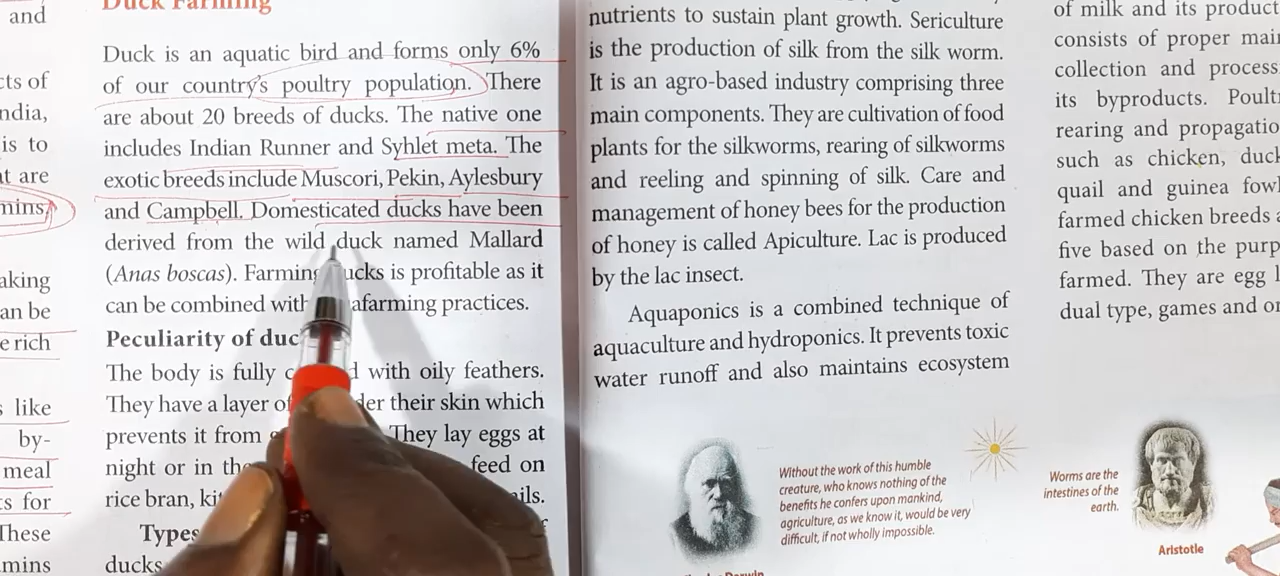 and
cts of
ndia,
is to
at are
mins,
aking
an be
e rich
s like
by-
meal
ts for
These
mins
Duck Farming
Duck is an aquatic bird and forms only 6%
of our country's poultry population. There
are about 20 breeds of ducks. The native one
includes Indian Runner and Syhlet meta. The
exotic breeds include Muscori, Pekin, Aylesbury
and Campbell. Domesticated ducks have been
derived from the wild duck named Mallard
(Anas boscas). Farming ucks is profitable as it
can be combined with afarming practices.
Peculiarity of duc
The body is fully c d with oily feathers.
They have a layer of der their skin which
prevents it from They lay eggs at
night or in the feed on
rice bran, kit ails.
Types
ducks
nutrients to sustain plant growth. Sericulture
is the production of silk from the silk worm.
It is an agro-based industry comprising three
main components. They are cultivation of food
plants for the silkworms, rearing of silkworms
and reeling and spinning of silk. Care and
management of honey bees for the production
of honey is called Apiculture. Lac is produced
by the lac insect.
Aquaponics is a combined technique of
aquaculture and hydroponics. It prevents toxic
water runoff and also maintains ecosystem
Without the work of this humble
creature, who knows nothing of the
benefits he confers upon mankind,
agriculture, as we know it, would be very
difficult, if not wholly impossible.
Darwin
of milk and its product
consists of proper mai
collection and process
its byproducts. Poult
rearing and propagatio
such as chicken, duck
quail and guinea fowl
farmed chicken breeds a
five based on the purp
farmed. They are egg l
dual type, games and or
Worms are the
intestines of the
earth.
Aristotle